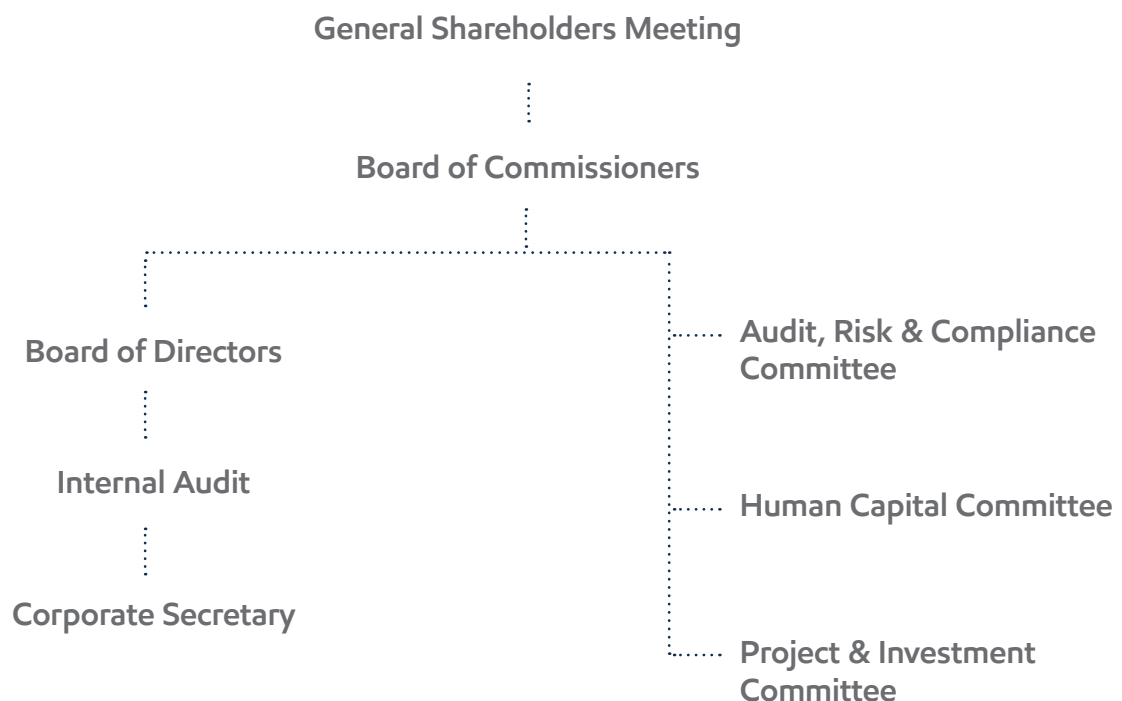 General Shareholders Meeting
Board of Commissioners
Board of Directors
Internal Audit
Corporate Secretary
Audit, Risk & Compliance
Committee
Human Capital Committee
Project & Investment
Committee